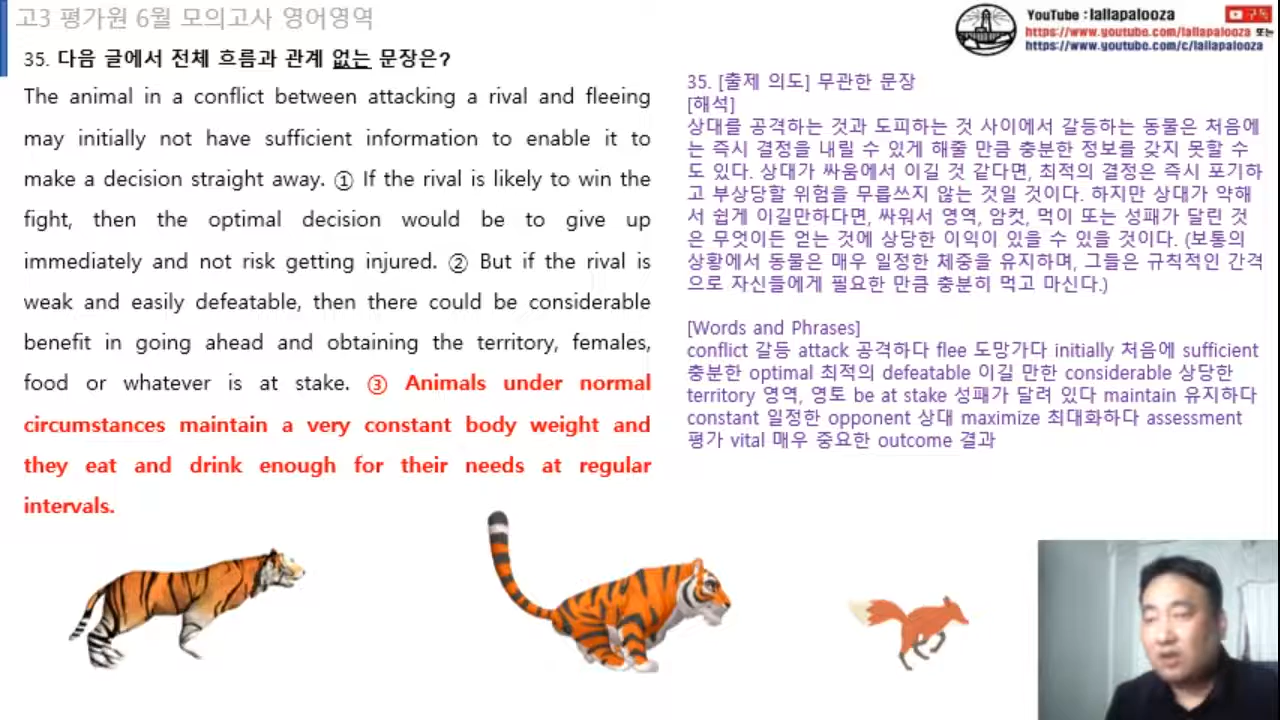 고3 평가원 6월 모의고사 영어영역
YouTube : lallapalooza
구독
https://www.youtube.com/lallapalooza 또는
https://www.youtube.com/c/lallapalooza
35. 다음 글에서 전체 흐름과 관계 없는 문장은?
The animal in a conflict between attacking a rival and fleeing
may initially not have sufficient information to enable it to
make a decision straight away. ① If the rival is likely to win the
fight, then the optimal decision would be to give up
immediately and not risk getting injured. ② But if the rival is
weak and easily defeatable, then there could be considerable
benefit in going ahead and obtaining the territory, females,
food or whatever is at stake. ③ Animals under normal
circumstances maintain a very constant body weight and
they eat and drink enough for their needs at regular
intervals.
35. [출제 의도] 무관한 문장
[해석]
상대를 공격하는 것과 도피하는 것 사이에서 갈등하는 동물은 처음에
는 즉시 결정을 내릴 수 있게 해줄 만큼 충분한 정보를 갖지 못할 수
도 있다. 상대가 싸움에서 이길 것 같다면, 최적의 결정은 즉시 포기하
고 부상당할 위험을 무릅쓰지 않는 것일 것이다. 하지만 상대가 약해
서 쉽게 이길만하다면, 싸워서 영역, 암컷, 먹이 또는 성패가 달린 것
은 무엇이든 얻는 것에 상당한 이익이 있을 수 있을 것이다. (보통의
상황에서 동물은 매우 일정한 체중을 유지하며, 그들은 규칙적인 간격
으로 자신들에게 필요한 만큼 충분히 먹고 마신다.)
[Words and Phrases]
conflict 갈등 attack 공격하다 flee 도망가다 initially 처음에 sufficient
충분한 optimal 최적의 defeatable 이길 만한 considerable 상당한
territory 영역, 영토 be at stake 성패가 달려 있다 maintain 유지하다
constant 일정한 opponent 상대 maximize 최대화하다 assessment
평가 vital 매우 중요한 outcome 결과